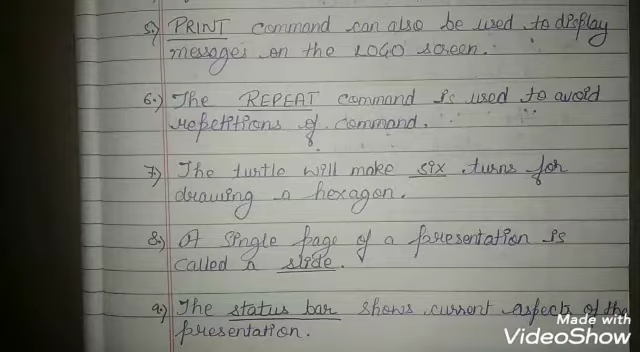 5.) PRINT command can also be used to display
messages on the LOGO screen.
6.) The REPEAT command is used to avoid
repetitions of command.
7.) The turtle will make six turns for
drawing a hexagon.
8.) A single page of a presentation is
called a slide.
9.) The status bar shows current aspects of the
presentation.
Made with
VideoShow